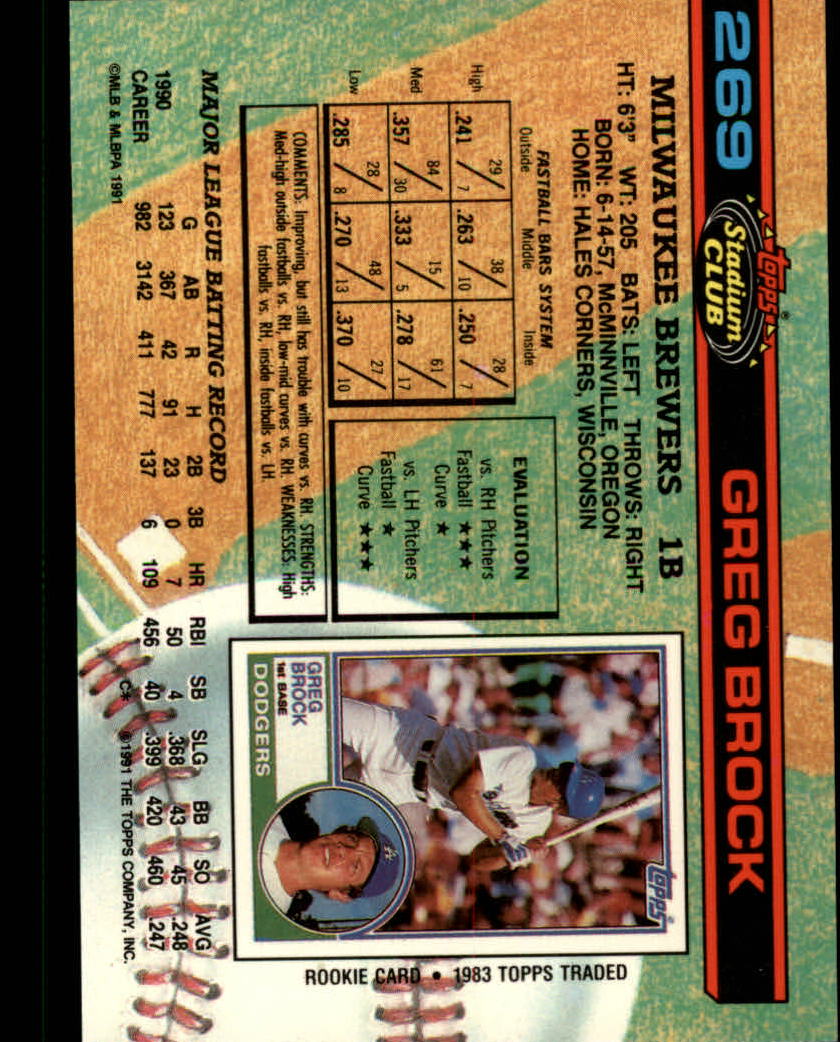 269
Topps®
Stadium
CLUB
GREG BROCK
MILWAUKEE BREWERS 1B
HT: 6'3" WT: 205 BATS: LEFT THROWS: RIGHT
BORN: 6-14-57, McMINNVILLE, OREGON
HOME: HALES CORNERS, WISCONSIN
FASTBALL BARS SYSTEM
Outside Middle Inside
High .241 29/7 .263 38/10 .250 28/7
Med .357 84/30 .333 15/5 .278 61/17
Low .285 28/8 .270 48/13 .370 27/10
EVALUATION
vs. RH Pitchers
Fastball ★★★
Curve ★
vs. LH Pitchers
Fastball ★
Curve ★★★
COMMENTS: Improving, but still has trouble with curves vs. RH. STRENGTHS:
Med-high outside fastballs vs. RH, low-mid curves vs. RH. WEAKNESSES: High
fastballs vs. RH, inside fastballs vs. LH.
Topps
Dodgers
GREG
BROCK
1st BASE
DODGERS
ROOKIE CARD • 1983 TOPPS TRADED
MAJOR LEAGUE BATTING RECORD
G AB R H 2B 3B HR RBI SB SLG BB SO AVG
1990 123 367 42 91 23 0 7 50 4 .368 43 45 .248
CAREER 982 3142 411 777 137 6 109 456 40 .399 420 460 .247
©MLB & MLBPA 1991
C* ©1991 THE TOPPS COMPANY, INC.